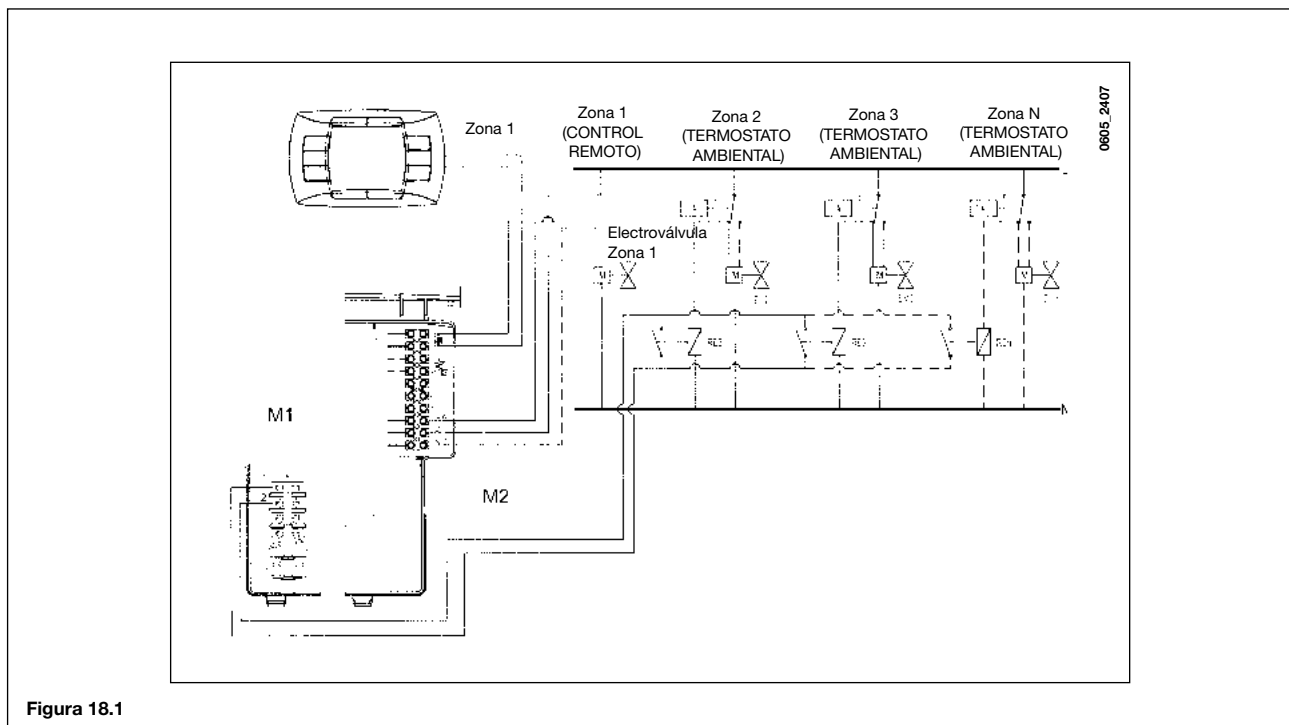 0605_2407
Zona 1
Zona 1
(CONTROL
REMOTO)
Zona 2
(TERMOSTATO
AMBIENTAL)
Zona 3
(TERMOSTATO
AMBIENTAL)
Zona N
(TERMOSTATO
AMBIENTAL)
Electroválvula
Zona 1
M
M
M
M1
2
M2
Figura 18.1